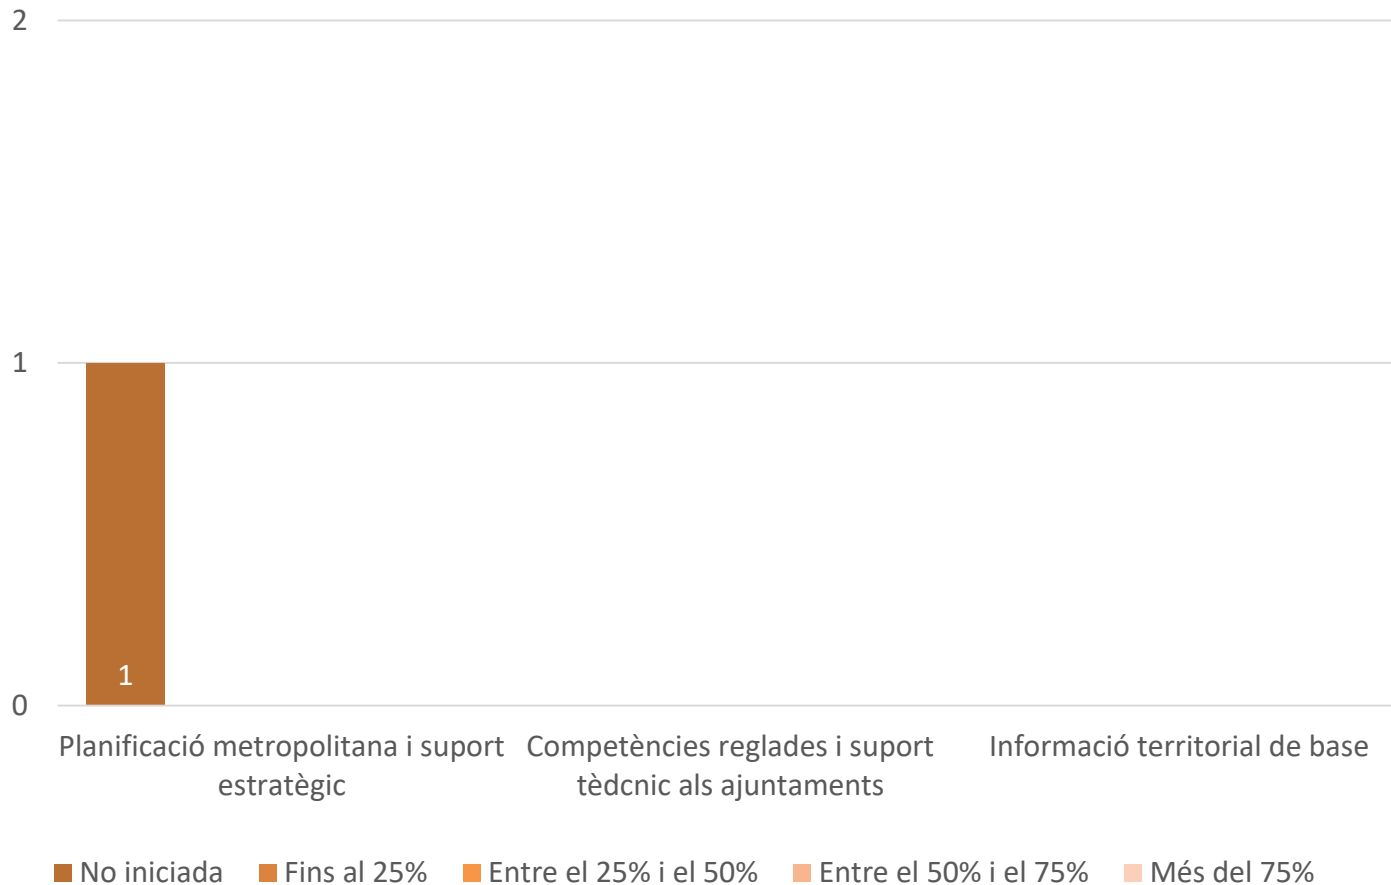 2
1
1
0
Planificació metropolitana i suport estratègic
Competències reglades i suport tèdcnic als ajuntaments
Informació territorial de base
No iniciada
Fins al 25%
Entre el 25% i el 50%
Entre el 50% i el 75%
Més del 75%